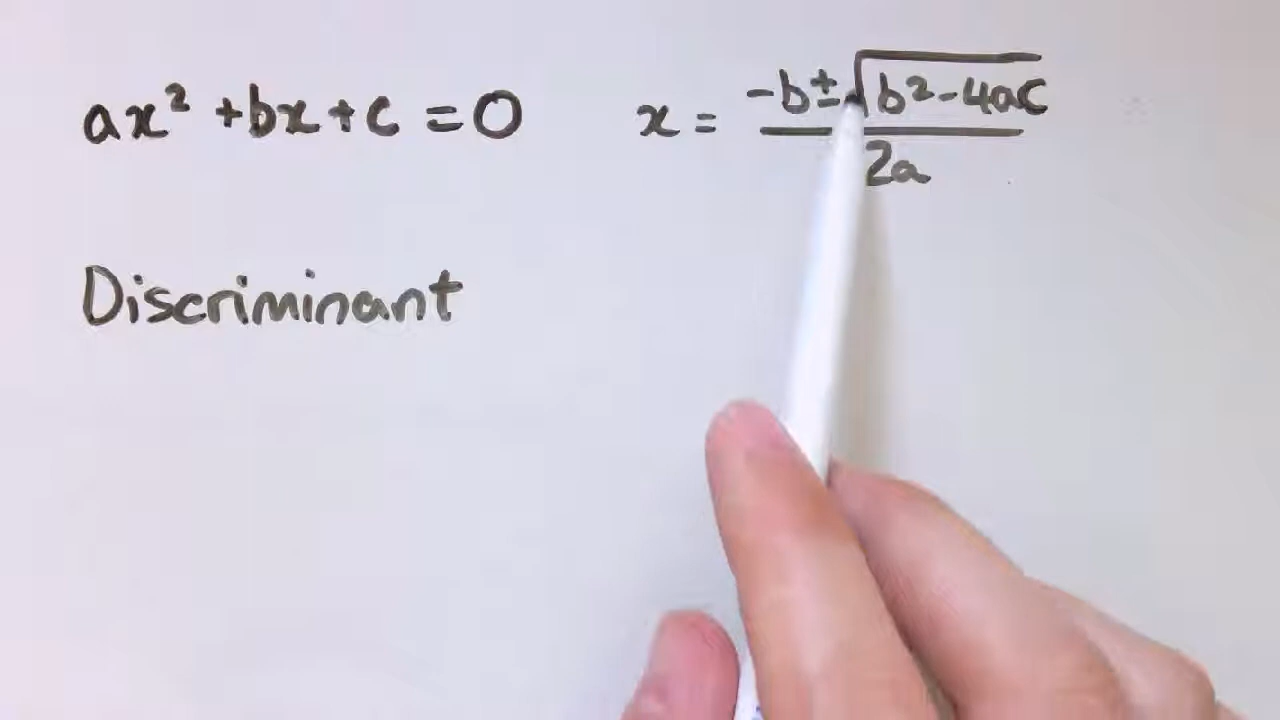 ax² + bx + c = 0
x = -b ± √b² - 4ac
2a
Discriminant